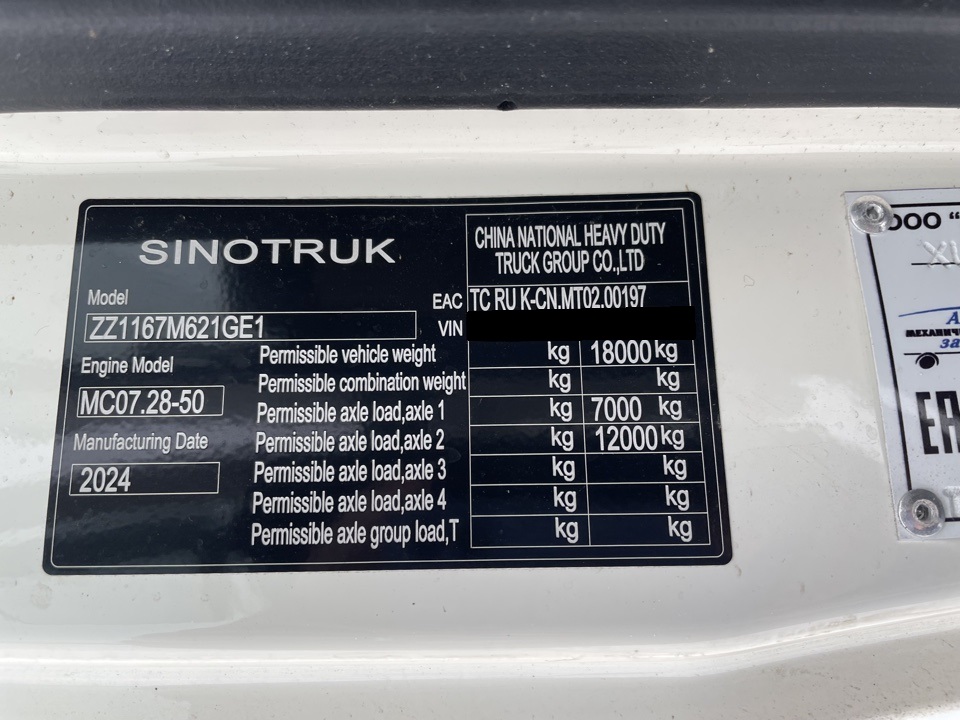 SINOTRUK
CHINA NATIONAL HEAVY DUTY
TRUCK GROUP CO.,LTD
Model
EAC TC RU K-CN.MT02.00197
ZZ1167M621GE1
VIN
Engine Model
Permissible vehicle weight kg 18000 kg
MC07.28-50
Permissible combination weight kg kg
Permissible axle load,axle 1 kg 7000 kg
Manufacturing Date
Permissible axle load,axle 2 kg 12000 kg
2024
Permissible axle load,axle 3 kg kg
Permissible axle load,axle 4 kg kg
Permissible axle group load,T kg kg
ООО "